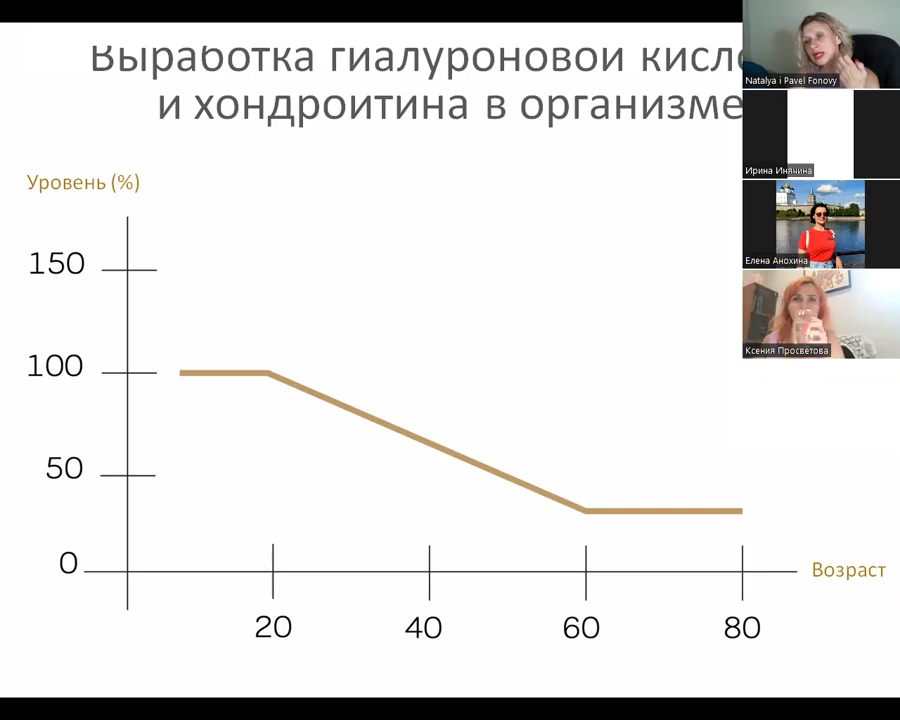 Выработка гиалуроновой кисло
и хондроитина в организме
Уровень (%)
150
100
50
0
20
40
60
80
Возраст
Natalya i Pavel Fonovy
Ирина Инячина
Елена Анохина
Ксения Просветова